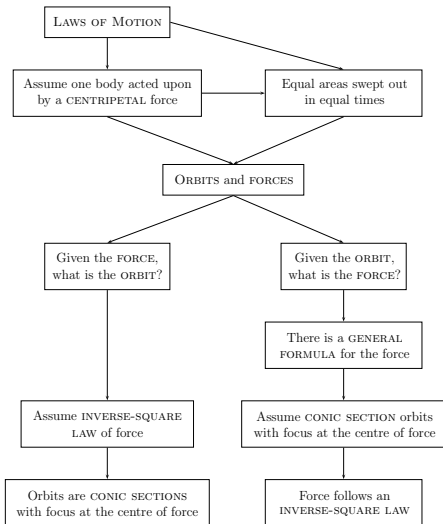 LAWS OF MOTION
Assume one body acted upon
by a CENTRIPETAL force
Equal areas swept out
in equal times
ORBITS and FORCES
Given the FORCE,
what is the ORBIT?
Given the ORBIT,
what is the FORCE?
There is a GENERAL
FORMULA for the force
Assume INVERSE-SQUARE
LAW of force
Assume CONIC SECTION orbits
with focus at the centre of force
Orbits are CONIC SECTIONS
with focus at the centre of force
Force follows an
INVERSE-SQUARE LAW